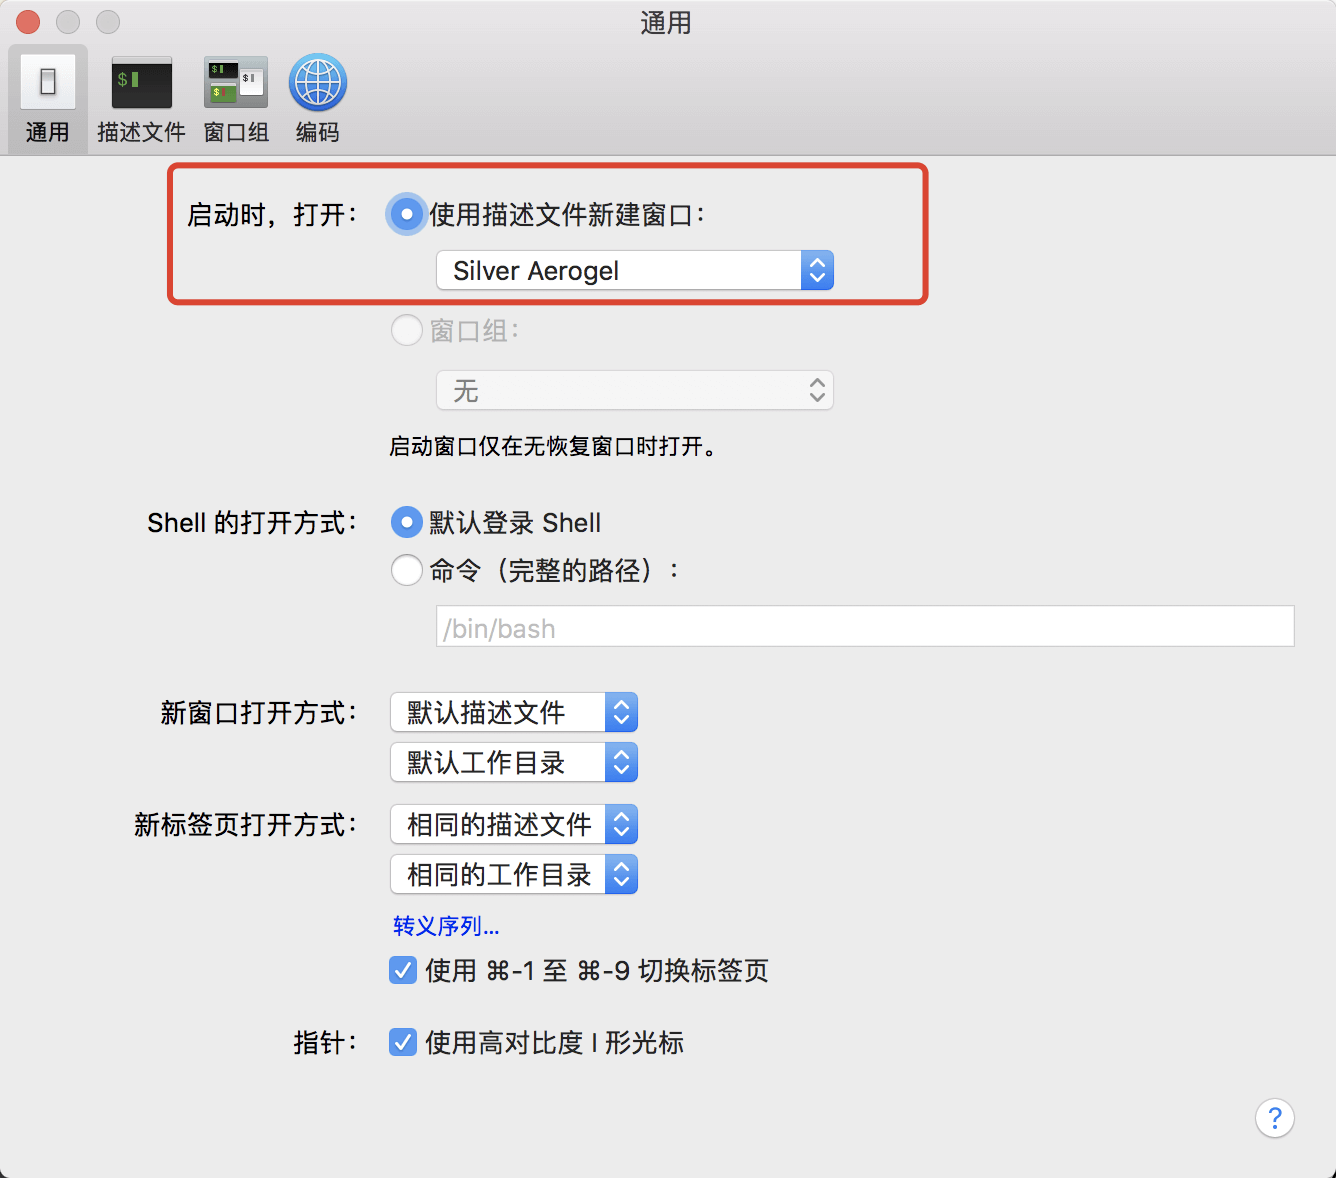 通用
通用
描述文件
窗口组
编码
启动时，打开：
使用描述文件新建窗口：
Silver Aerogel
窗口组：
无
启动窗口仅在无恢复窗口时打开。
Shell 的打开方式：
默认登录 Shell
命令（完整的路径）：
/bin/bash
新窗口打开方式：
默认描述文件
默认工作目录
新标签页打开方式：
相同的描述文件
相同的工作目录
转义序列...
使用 ⌘-1 至 ⌘-9 切换标签页
指针：
使用高对比度 I 形光标
?